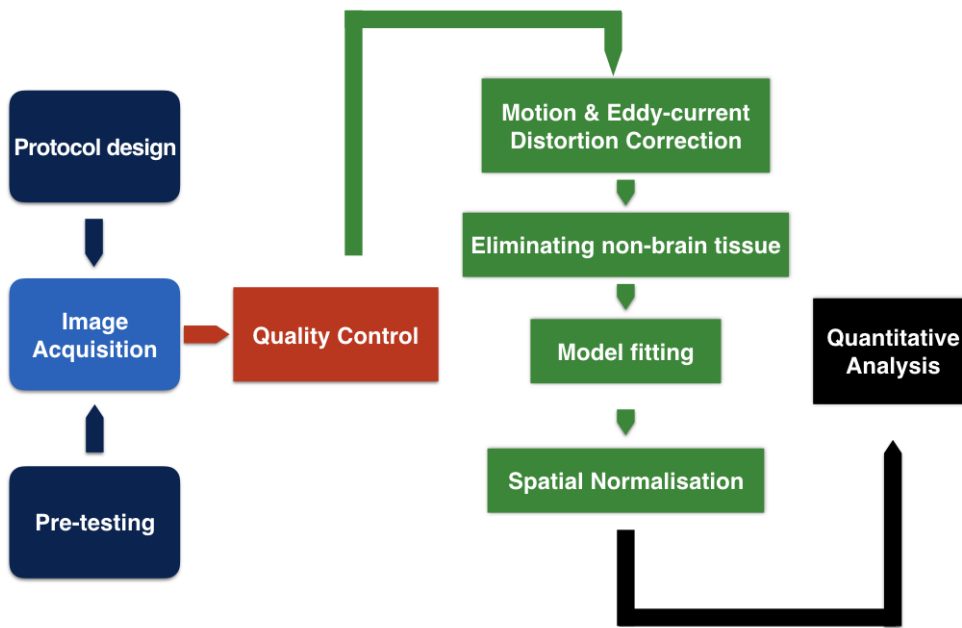 Protocol design
Image
Acquisition
Pre-testing
Quality Control
Motion & Eddy-current
Distortion Correction
Eliminating non-brain tissue
Model fitting
Spatial Normalisation
Quantitative
Analysis